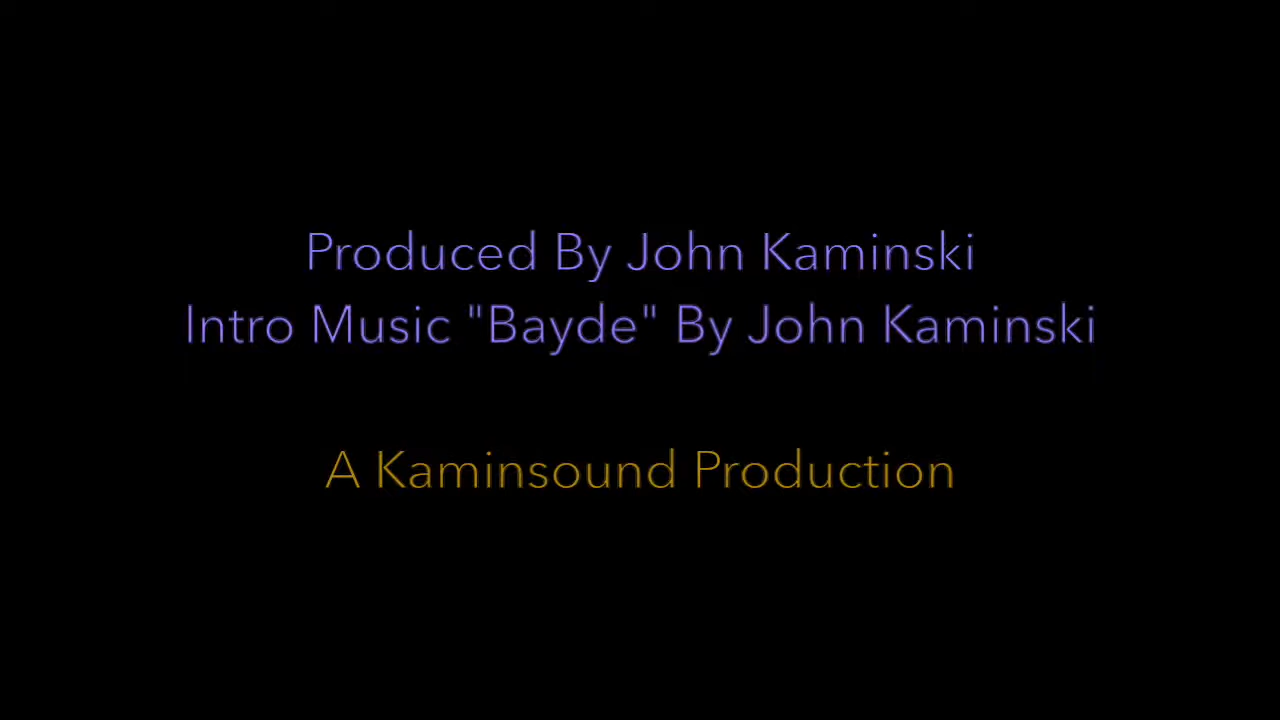 Produced By John Kaminski
Intro Music "Bayde" By John Kaminski
A Kaminsound Production